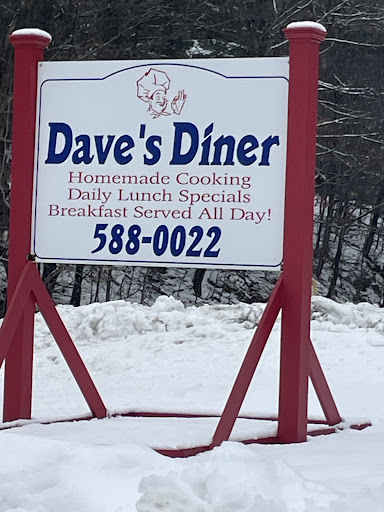 Dave's Diner
Homemade Cooking
Daily Lunch Specials
Breakfast Served All Day!
588-0022